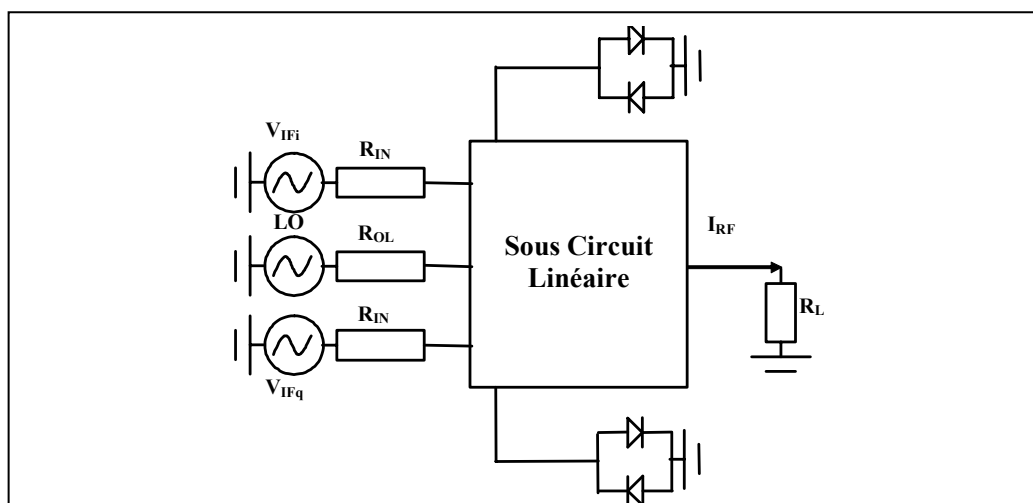 V_IFi
R_IN
LO
R_OL
R_IN
V_IFq
Sous Circuit
Linéaire
I_RF
R_L